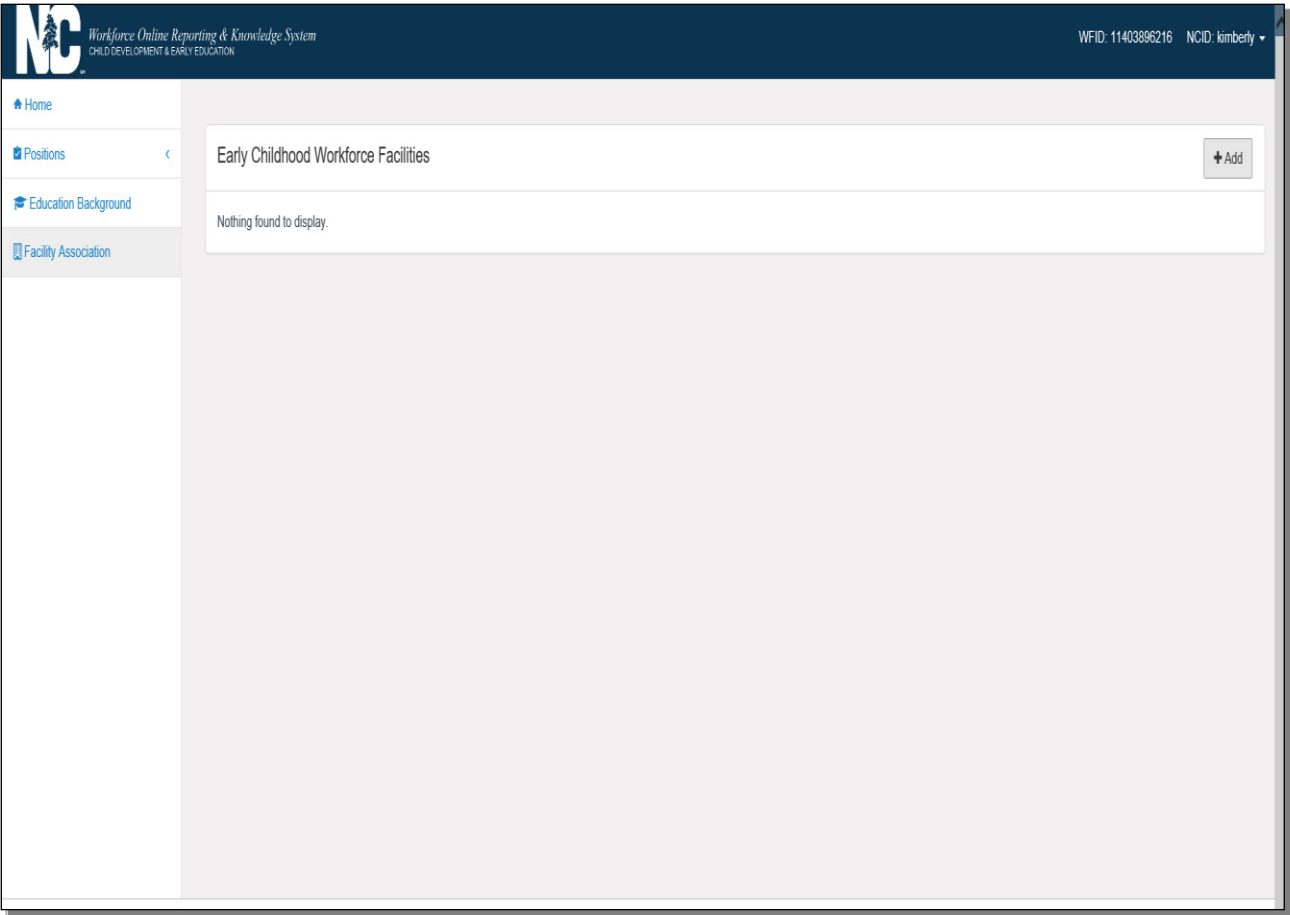 NC
Workforce Online Reporting & Knowledge System
CHILD DEVELOPMENT & EARLY EDUCATION
WFID: 11403896216 NCID: kimberly
Home
Positions
Education Background
Facility Association
Early Childhood Workforce Facilities
+ Add
Nothing found to display.